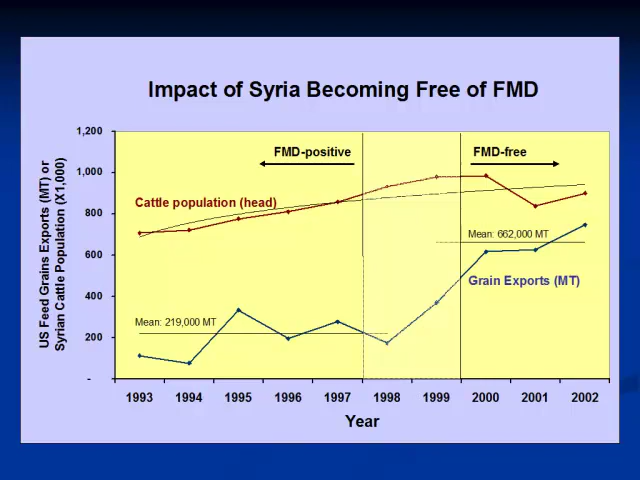 Impact of Syria Becoming Free of FMD
US Feed Grains Exports (MT) or
Syrian Cattle Population (X1,000)
1,200
1,000
800
600
400
200
-
FMD-positive
FMD-free
Cattle population (head)
Mean: 662,000 MT
Grain Exports (MT)
Mean: 219,000 MT
1993 1994 1995 1996 1997 1998 1999 2000 2001 2002
Year